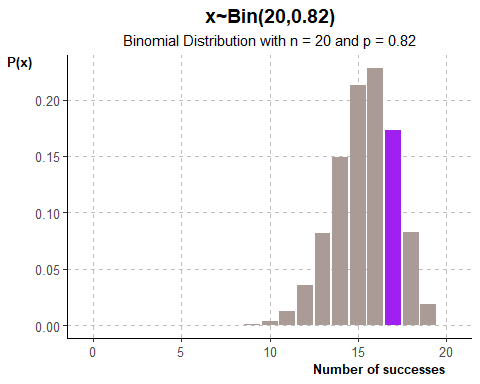 x~Bin(20,0.82)
Binomial Distribution with n = 20 and p = 0.82
P(x)
0.20
0.15
0.10
0.05
0.00
0 5 10 15 20
Number of successes